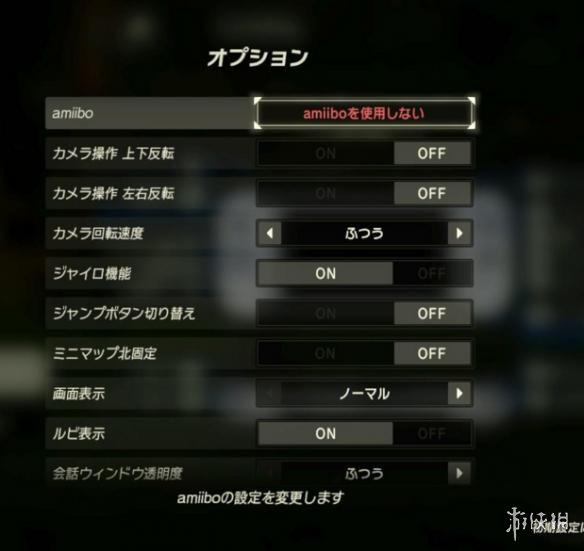 オプション
amiibo amiiboを使用しない
カメラ操作 上下反転 ON OFF
カメラ操作 左右反転 ON OFF
カメラ回転速度 ふつう
ジャイロ機能 ON OFF
ジャンプボタン切り替え ON OFF
ミニマップ北固定 ON OFF
画面表示 ノーマル
ルビ表示 ON OFF
会話ウィンドウ透明度 ふつう
amiiboの設定を変更します
初期設定に